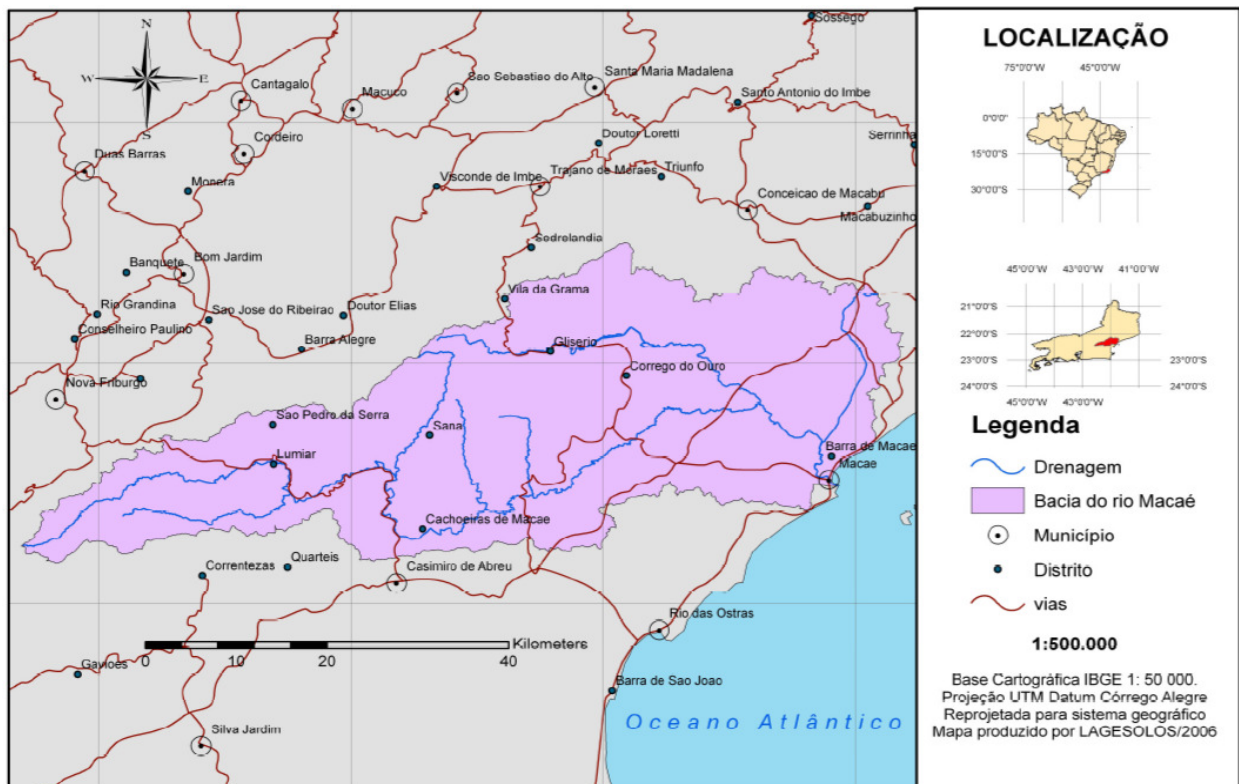 N
W E
S
Sossego
Cantagalo
Macuco
Sao Sebastiao do Alto
Santa Maria Madalena
Santo Antonio do Imbe
Cordeiro
Doutor Loretti
Serrinha
Duas Barras
Monera
Visconde de Imbe
Trajano de Moraes
Triunfo
Conceicao de Macabu
Macabuzinho
Sodrelandia
Banquete
Bom Jardim
Vila da Grama
Rio Grandina
Sao Jose do Ribeirao
Doutor Elias
Conselheiro Paulino
Barra Alegre
Gliserio
Corrego do Ouro
Nova Friburgo
Sao Pedro da Serra
Sana
Lumiar
Barra de Macae
Macae
Cachoeiras de Macae
Correntezas
Quarteis
Casimiro de Abreu
Rio das Ostras
Kilometers
0 10 20 40
Gavioes
Barra de Sao Joao
Oceano Atlântico
Silva Jardim
LOCALIZAÇÃO
75°0'0"W 45°0'0"W
0°0'0"
15°0'0"S
30°0'0"S
45°0'0"W 43°0'0"W 41°0'0"W
21°0'0"S
22°0'0"S
23°0'0"S 23°0'0"S
24°0'0"S 24°0'0"S
45°0'0"W 43°0'0"W
Legenda
Drenagem
Bacia do rio Macaé
Município
Distrito
vias
1:500.000
Base Cartográfica IBGE 1: 50 000.
Projeção UTM Datum Córrego Alegre
Reprojetada para sistema geográfico
Mapa produzido por LAGESOLOS/2006